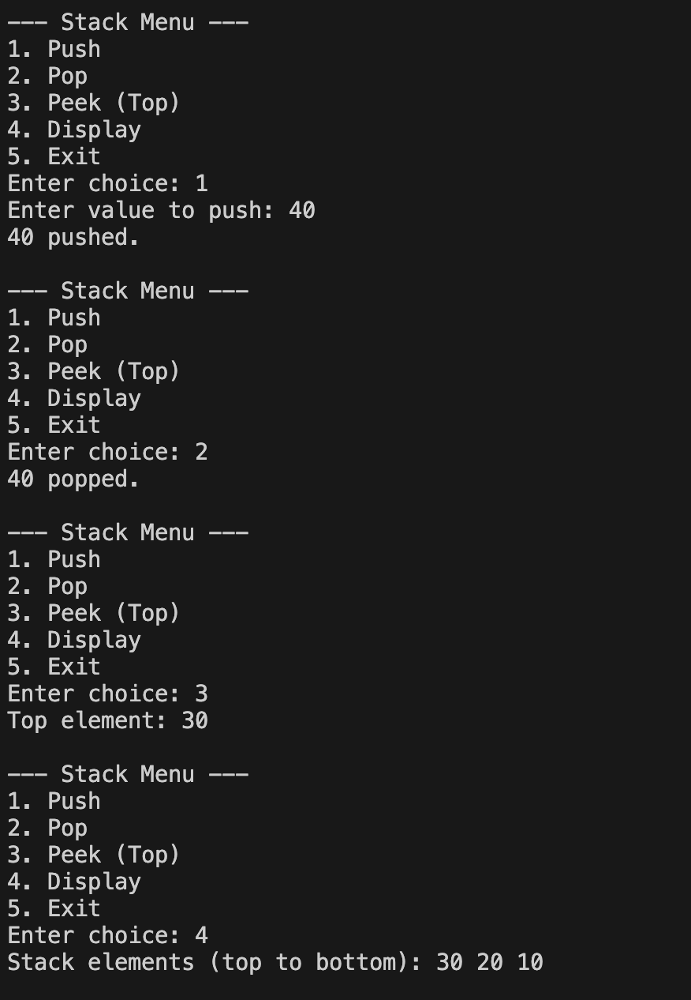 --- Stack Menu ---
1. Push
2. Pop
3. Peek (Top)
4. Display
5. Exit
Enter choice: 1
Enter value to push: 40
40 pushed.

--- Stack Menu ---
1. Push
2. Pop
3. Peek (Top)
4. Display
5. Exit
Enter choice: 2
40 popped.

--- Stack Menu ---
1. Push
2. Pop
3. Peek (Top)
4. Display
5. Exit
Enter choice: 3
Top element: 30

--- Stack Menu ---
1. Push
2. Pop
3. Peek (Top)
4. Display
5. Exit
Enter choice: 4
Stack elements (top to bottom): 30 20 10